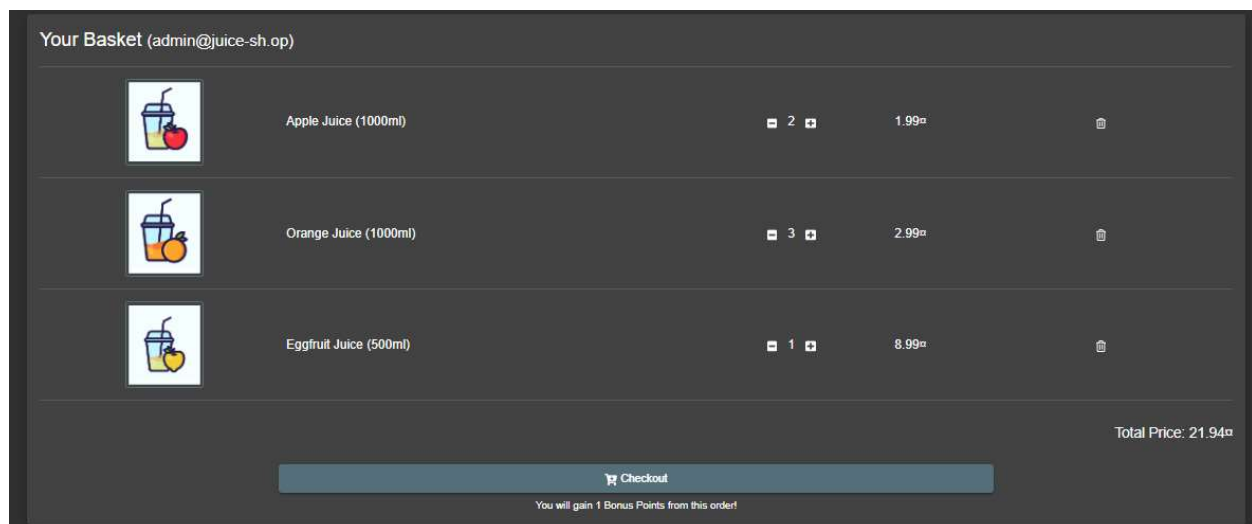 Your Basket (admin@juice-sh.op)
Apple Juice (1000ml) 2 1.99¤
Orange Juice (1000ml) 3 2.99¤
Eggfruit Juice (500ml) 1 8.99¤
Total Price: 21.94¤
Checkout
You will gain 1 Bonus Points from this order!